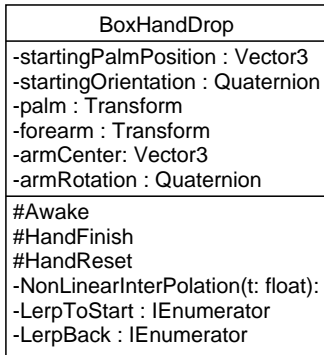 BoxHandDrop
-startingPalmPosition : Vector3
-startingOrientation : Quaternion
-palm : Transform
-forearm : Transform
-armCenter: Vector3
-armRotation : Quaternion
#Awake
#HandFinish
#HandReset
-NonLinearInterPolation(t: float):
-LerpToStart : IEnumerator
-LerpBack : IEnumerator